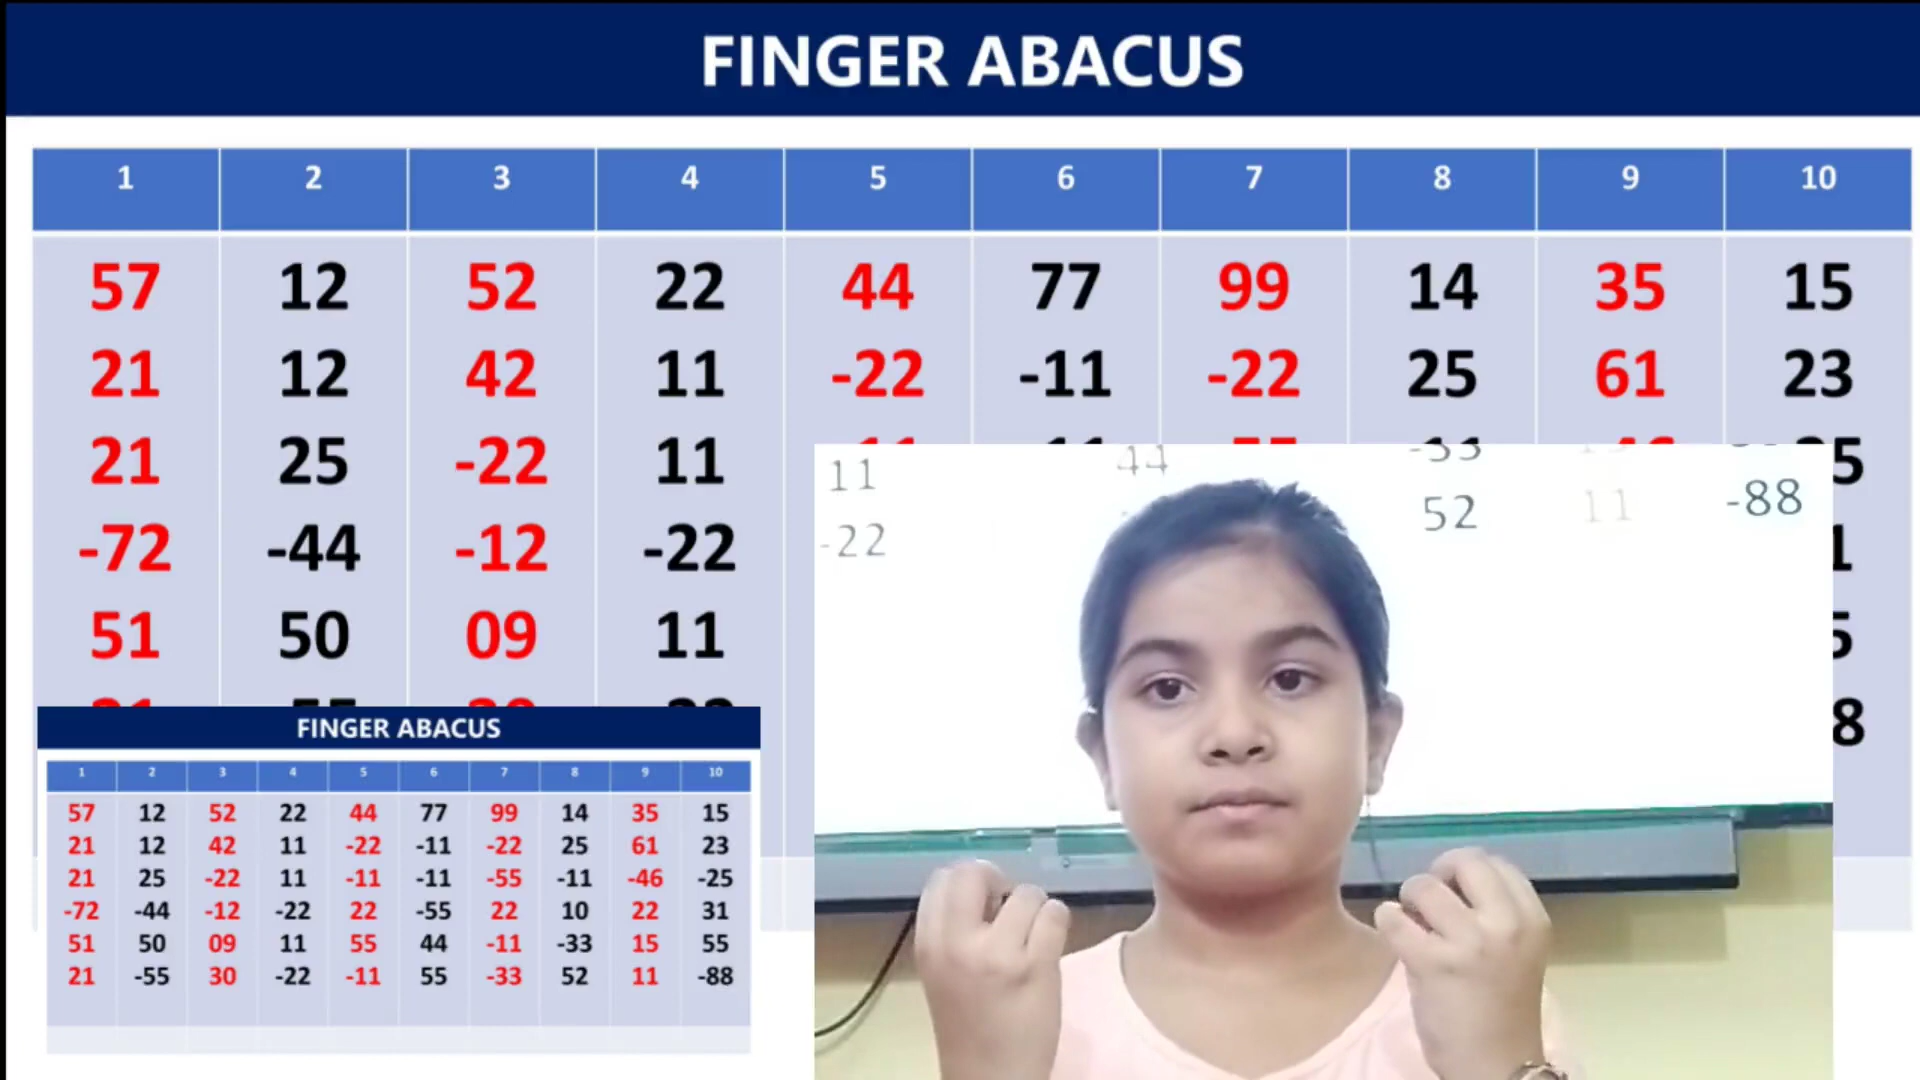 FINGER ABACUS
1 2 3 4 5 6 7 8 9 10
57 12 52 22 44 77 99 14 35 15
21 12 42 11 -22 -11 -22 25 61 23
21 25 -22 11
-72 -44 -12 -22
51 50 09 11
11 44
52 11 -88
-22
FINGER ABACUS
1 2 3 4 5 6 7 8 9 10
57 12 52 22 44 77 99 14 35 15
21 12 42 11 -22 -11 -22 25 61 23
21 25 -22 11 -11 -11 -55 -11 -46 -25
-72 -44 -12 -22 22 -55 22 10 22 31
51 50 09 11 55 44 -11 -33 15 55
21 -55 30 -22 -11 55 -33 52 11 -88